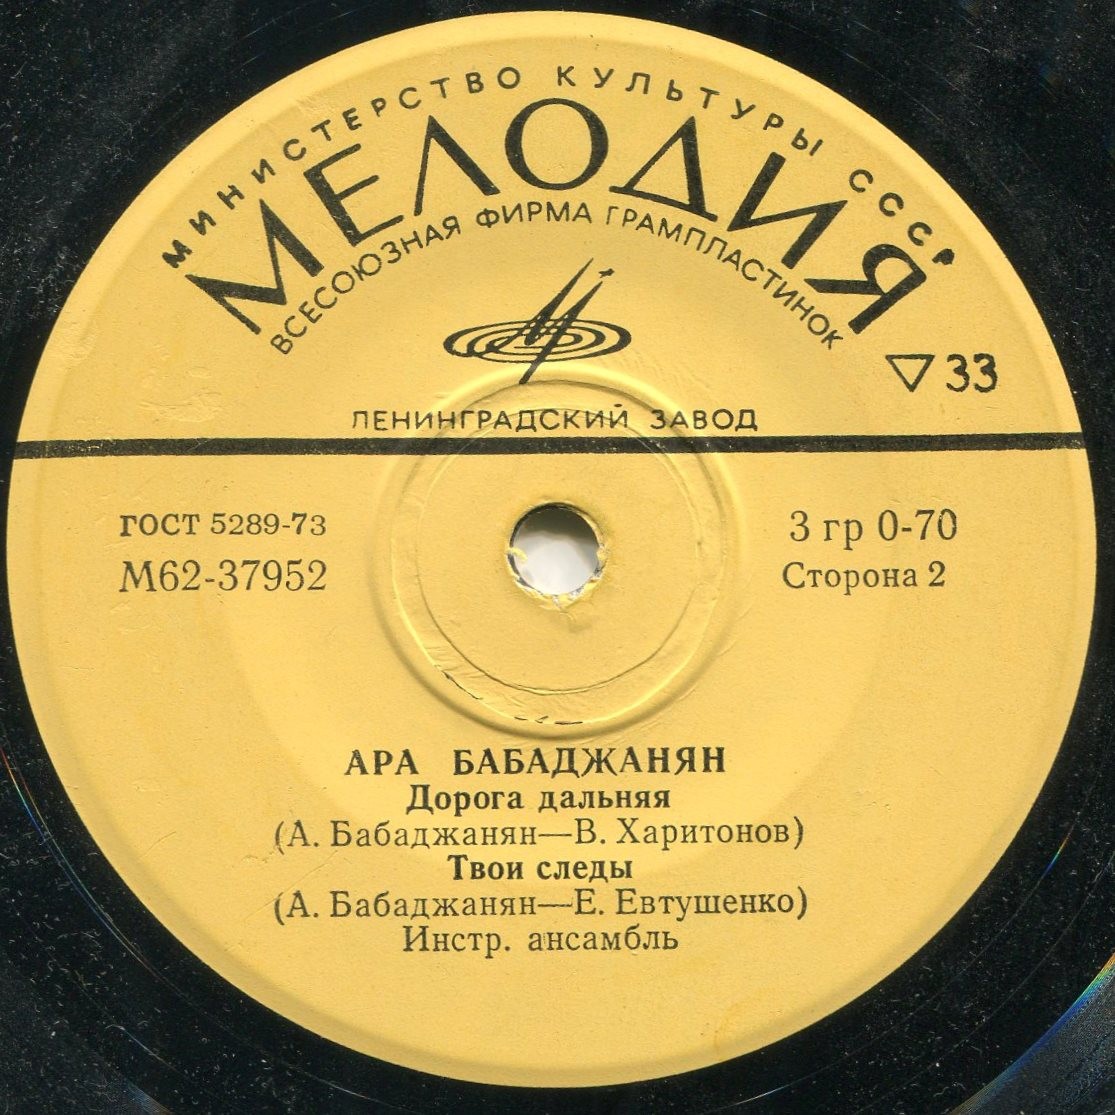 МИНИСТЕРСТВО КУЛЬТУРЫ СССР
МЕЛОДИЯ
ВСЕСОЮЗНАЯ ФИРМА ГРАМПЛАСТИНОК
▽33
ЛЕНИНГРАДСКИЙ ЗАВОД
ГОСТ 5289-73
М62-37952
3 гр 0-70
Сторона 2
АРА БАБАДЖАНЯН
Дорога дальняя
(А. Бабаджанян—В. Харитонов)
Твои следы
(А. Бабаджанян—Е. Евтушенко)
Инстр. ансамбль